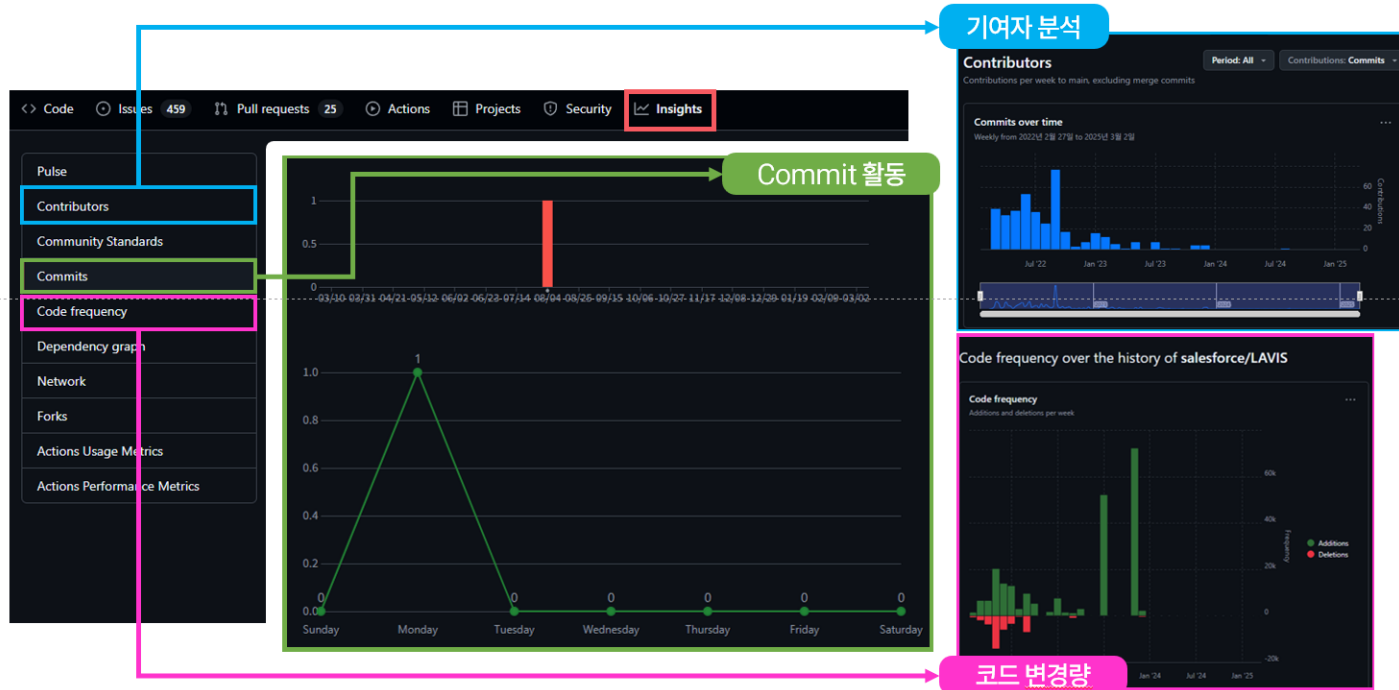 기여자 분석
Contributors
Period: All
Contributions: Commits
Contributions per week to main, excluding merge commits
Commits over time
Weekly from 2022년 2월 27일 to 2025년 3월 2일
60
40
20
0
Contributions
Jul '22 Jan '23 Jul '23 Jan '24 Jul '24 Jan '25
Code Issues 459 Pull requests 25 Actions Projects Security Insights
Pulse
Contributors
Community Standards
Commits
Code frequency
Dependency graph
Network
Forks
Actions Usage Metrics
Actions Performance Metrics
Commit 활동
1
0.5
0
03/10 03/31 04/21 05/12 06/02 06/23 07/14 08/04 08/25 09/15 10/06 10/27 11/17 12/08 12/29 01/19 02/09 03/02
1
1.0
0.8
0.6
0.4
0.2
0.0
0 0 0 0 0 0
Sunday Monday Tuesday Wednesday Thursday Friday Saturday
Code frequency over the history of salesforce/LAVIS
Code frequency
Additions and deletions per week
60k
40k
20k
0
-20k
Frequency
Additions
Deletions
Jan '24 Jul '24 Jan '25
코드 변경량